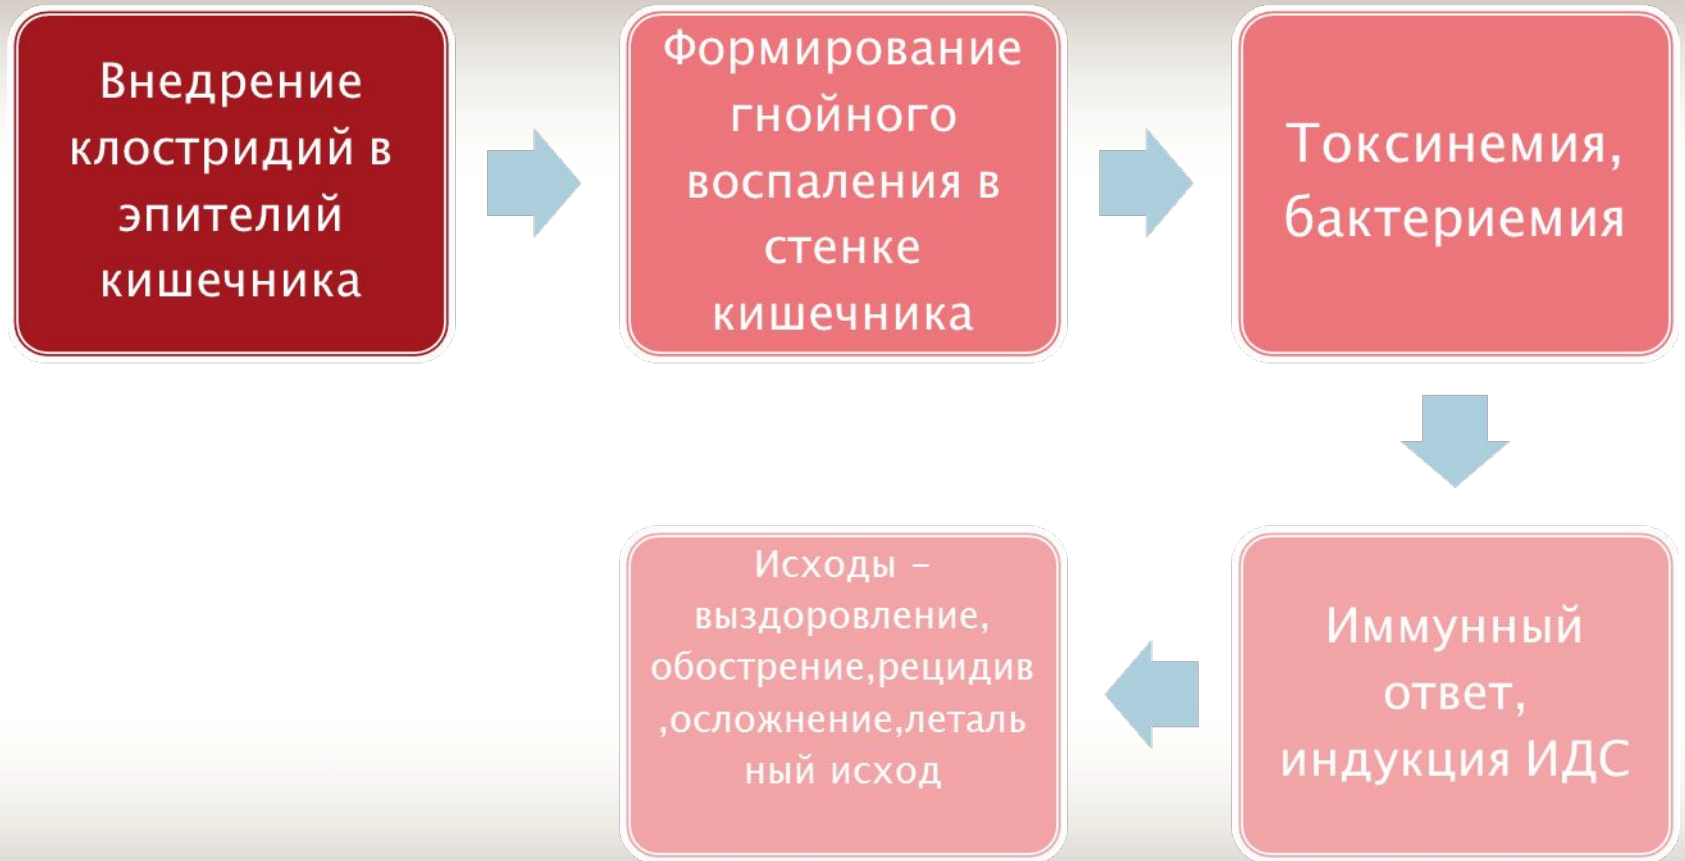 Внедрение
клостридий в
эпителий
кишечника
Формирование
гнойного
воспаления в
стенке
кишечника
Токсинемия,
бактериемия
Иммунный
ответ,
индукция ИДС
Исходы –
выздоровление,
обострение,рецидив
,осложнение,леталь
ный исход